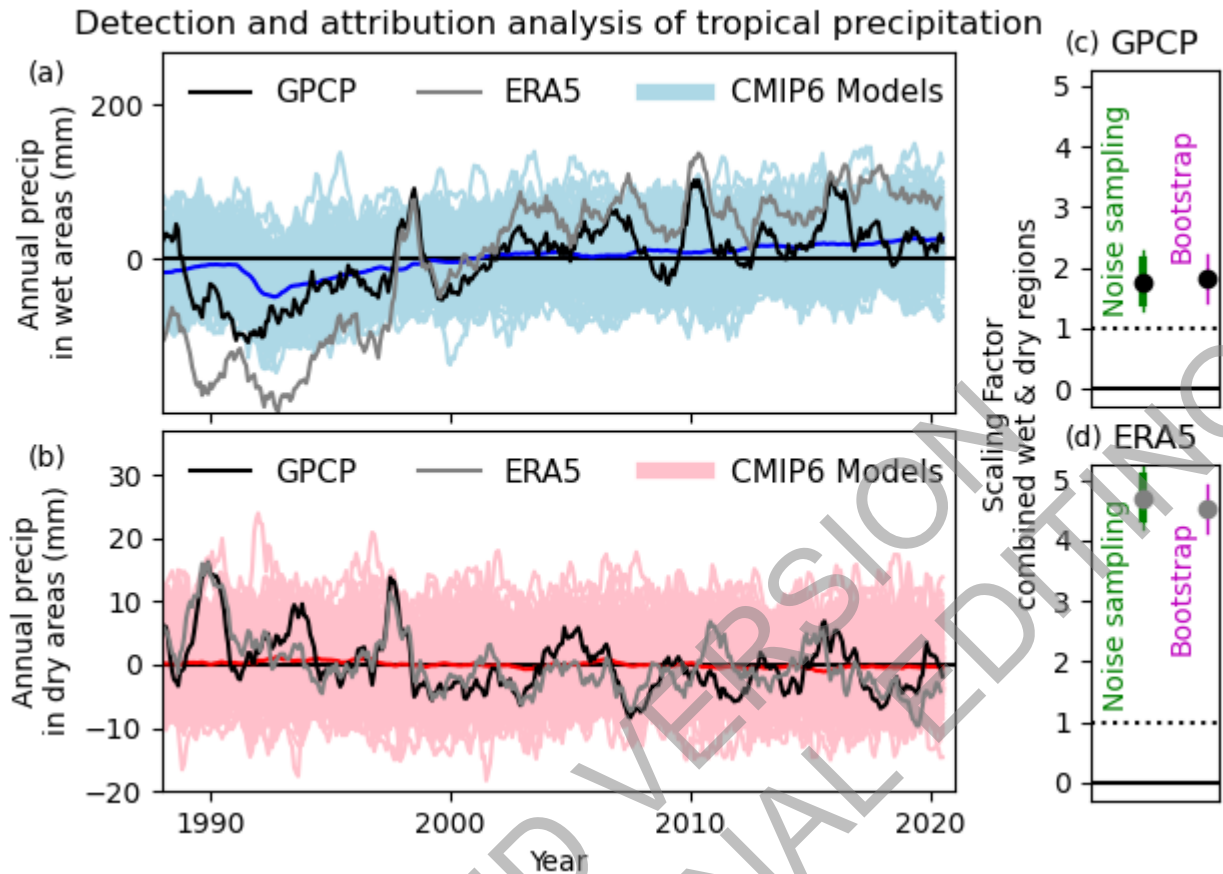 Detection and attribution analysis of tropical precipitation
(a)
GPCP ERA5 CMIP6 Models
Annual precip
in wet areas (mm)
200
0
(b)
GPCP ERA5 CMIP6 Models
Annual precip
in dry areas (mm)
30
20
10
0
−10
−20
1990 2000 2010 2020
Year
(c) GPCP
Scaling Factor
combined wet & dry regions
5
4
3
2
1
0
Noise sampling
Bootstrap
(d) ERA5
5
4
3
2
1
0
Noise sampling
Bootstrap
VERSION
EDITING